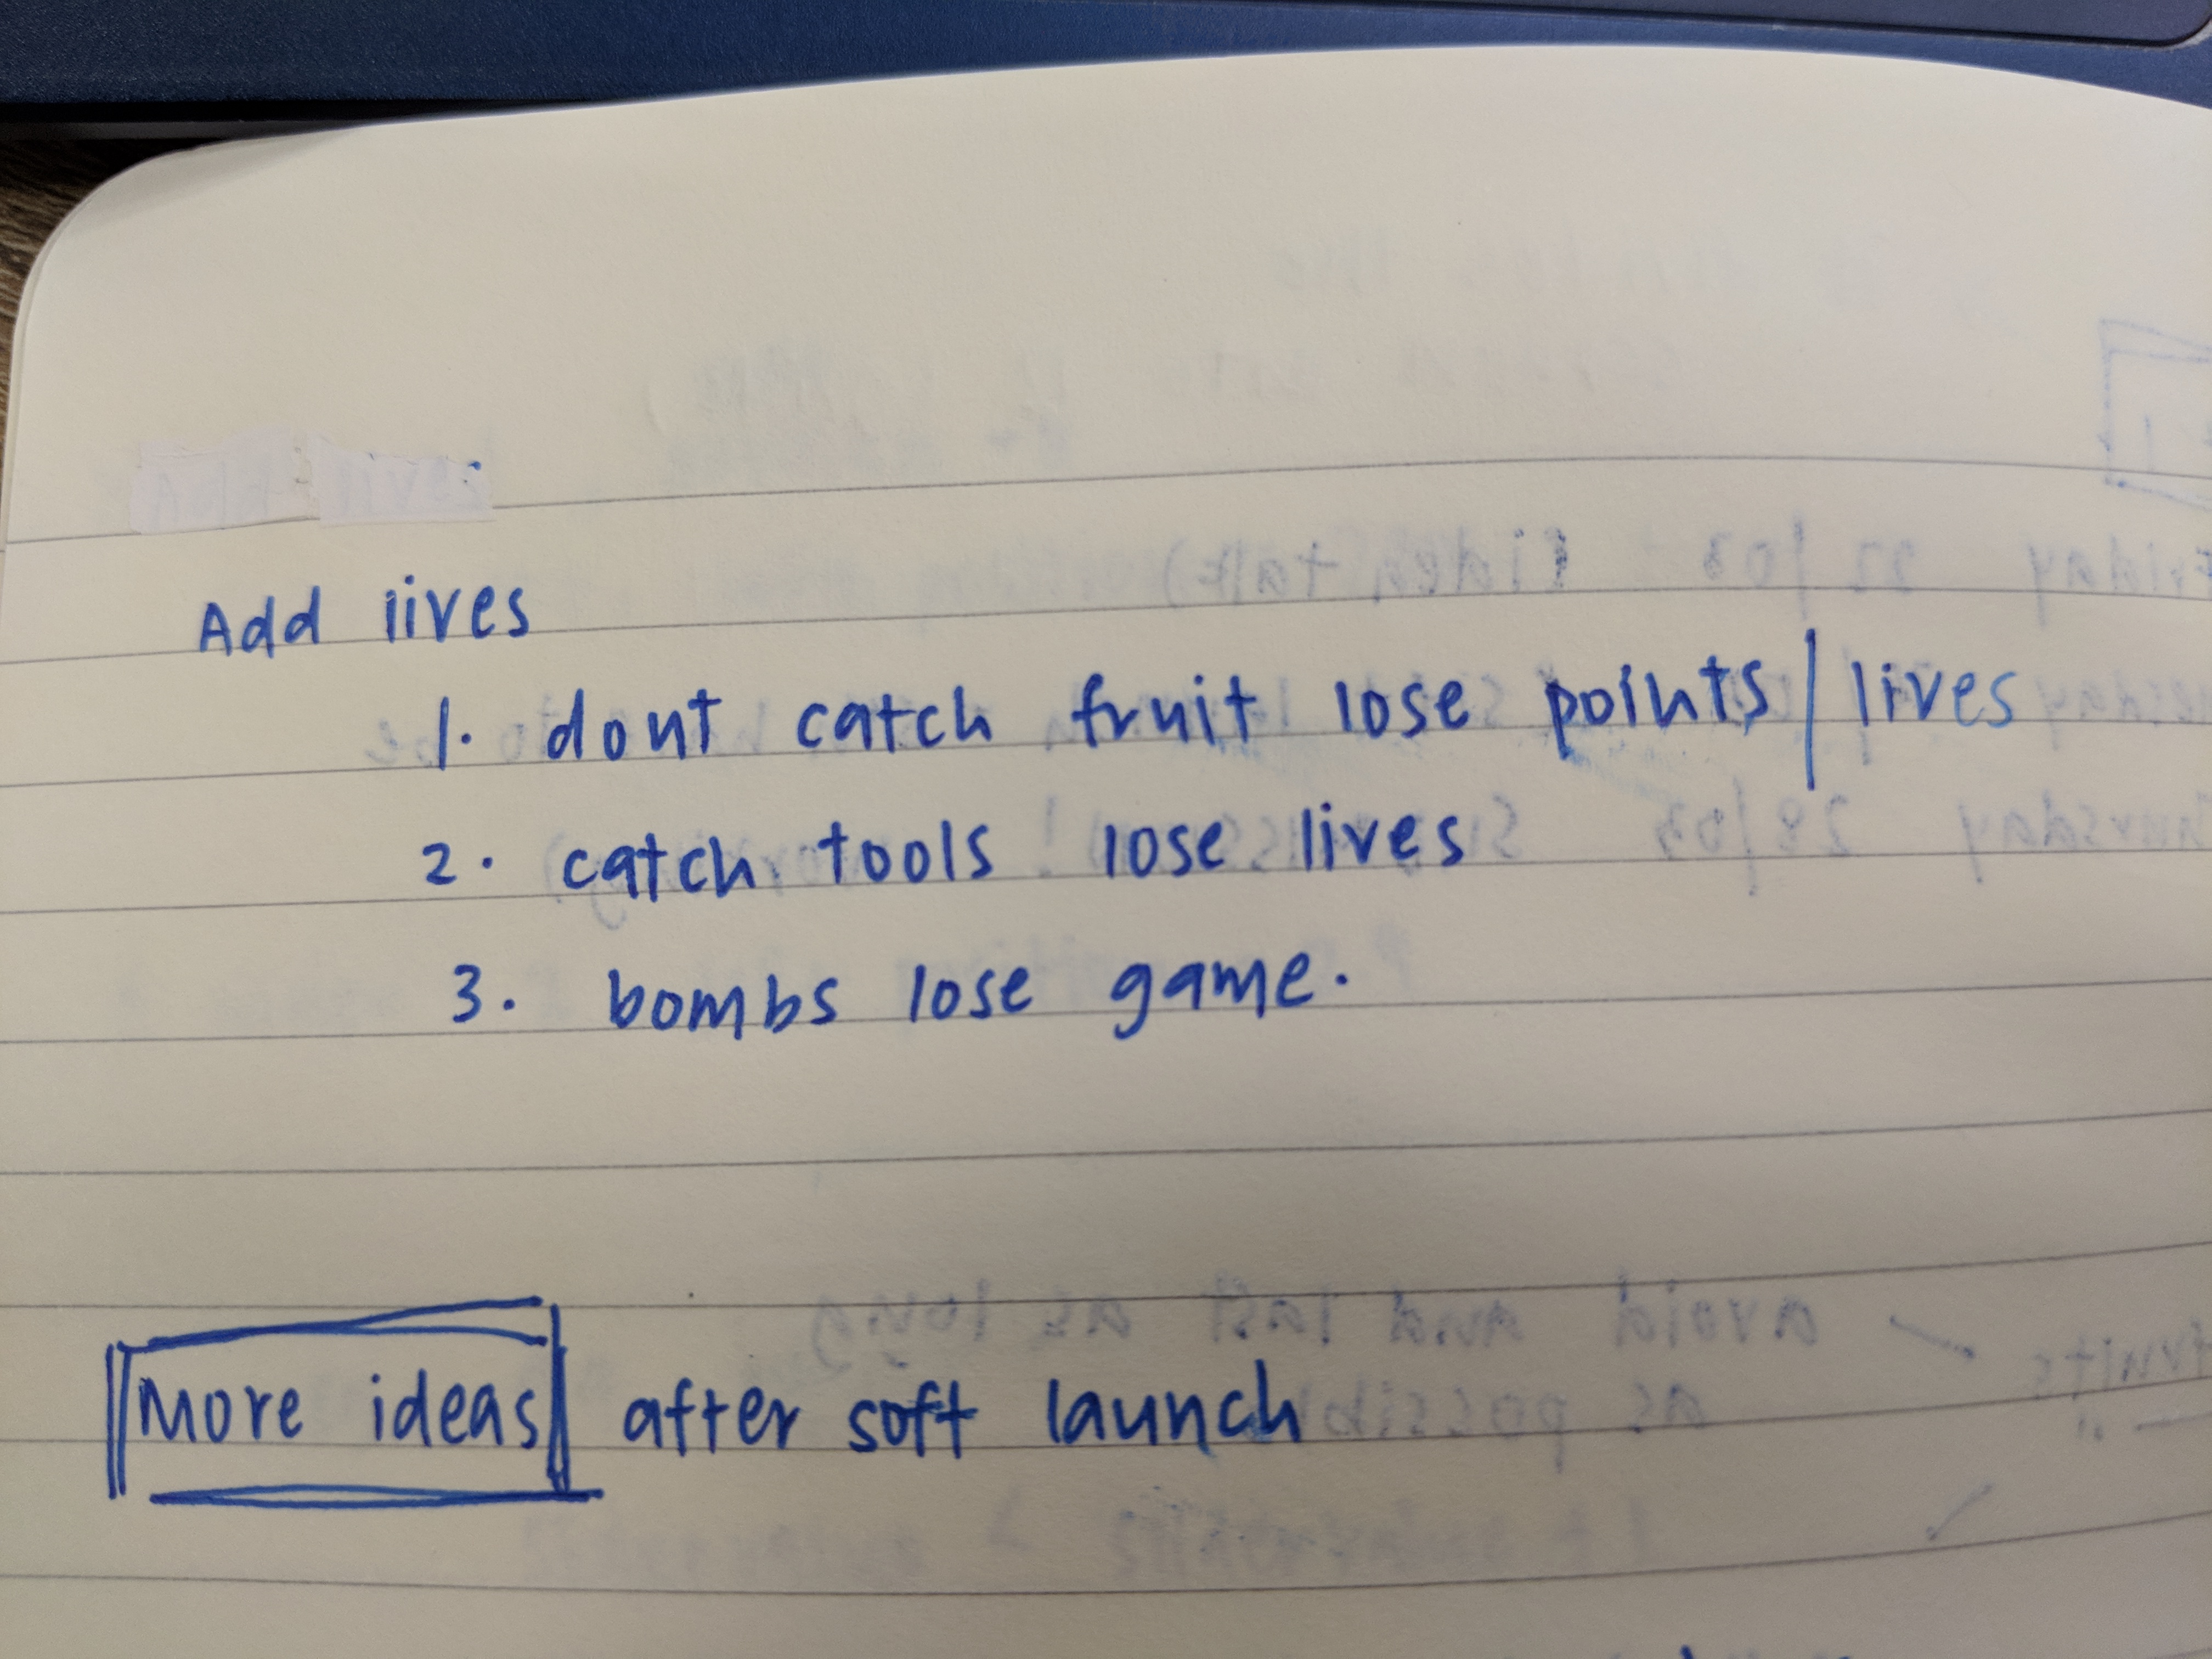 Add lives
1. dont catch fruit lose points/lives
2. catch tools lose lives
3. bombs lose game.
More ideas after soft launch